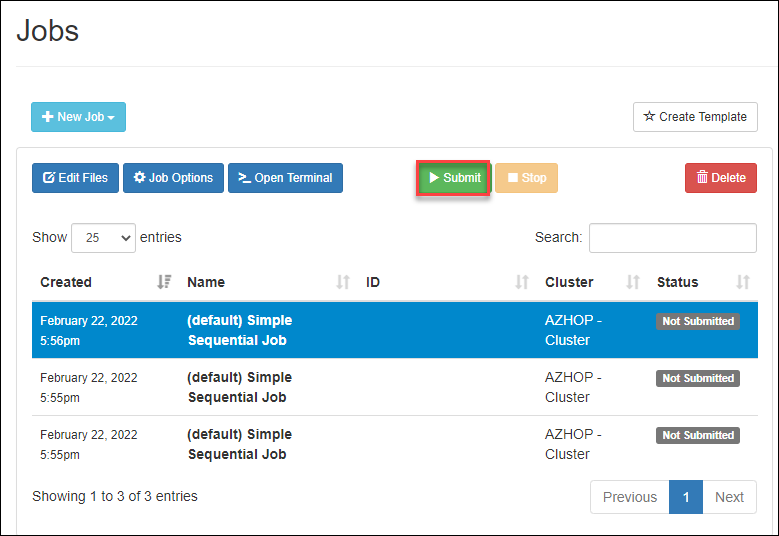 Jobs
New Job
Create Template
Edit Files
Job Options
Open Terminal
Submit
Stop
Delete
Show 25 entries
Search:
Created Name ID Cluster Status
February 22, 2022 (default) Simple AZHOP - Not Submitted
5:56pm Sequential Job Cluster
February 22, 2022 (default) Simple AZHOP - Not Submitted
5:55pm Sequential Job Cluster
February 22, 2022 (default) Simple AZHOP - Not Submitted
5:55pm Sequential Job Cluster
Showing 1 to 3 of 3 entries
Previous 1 Next